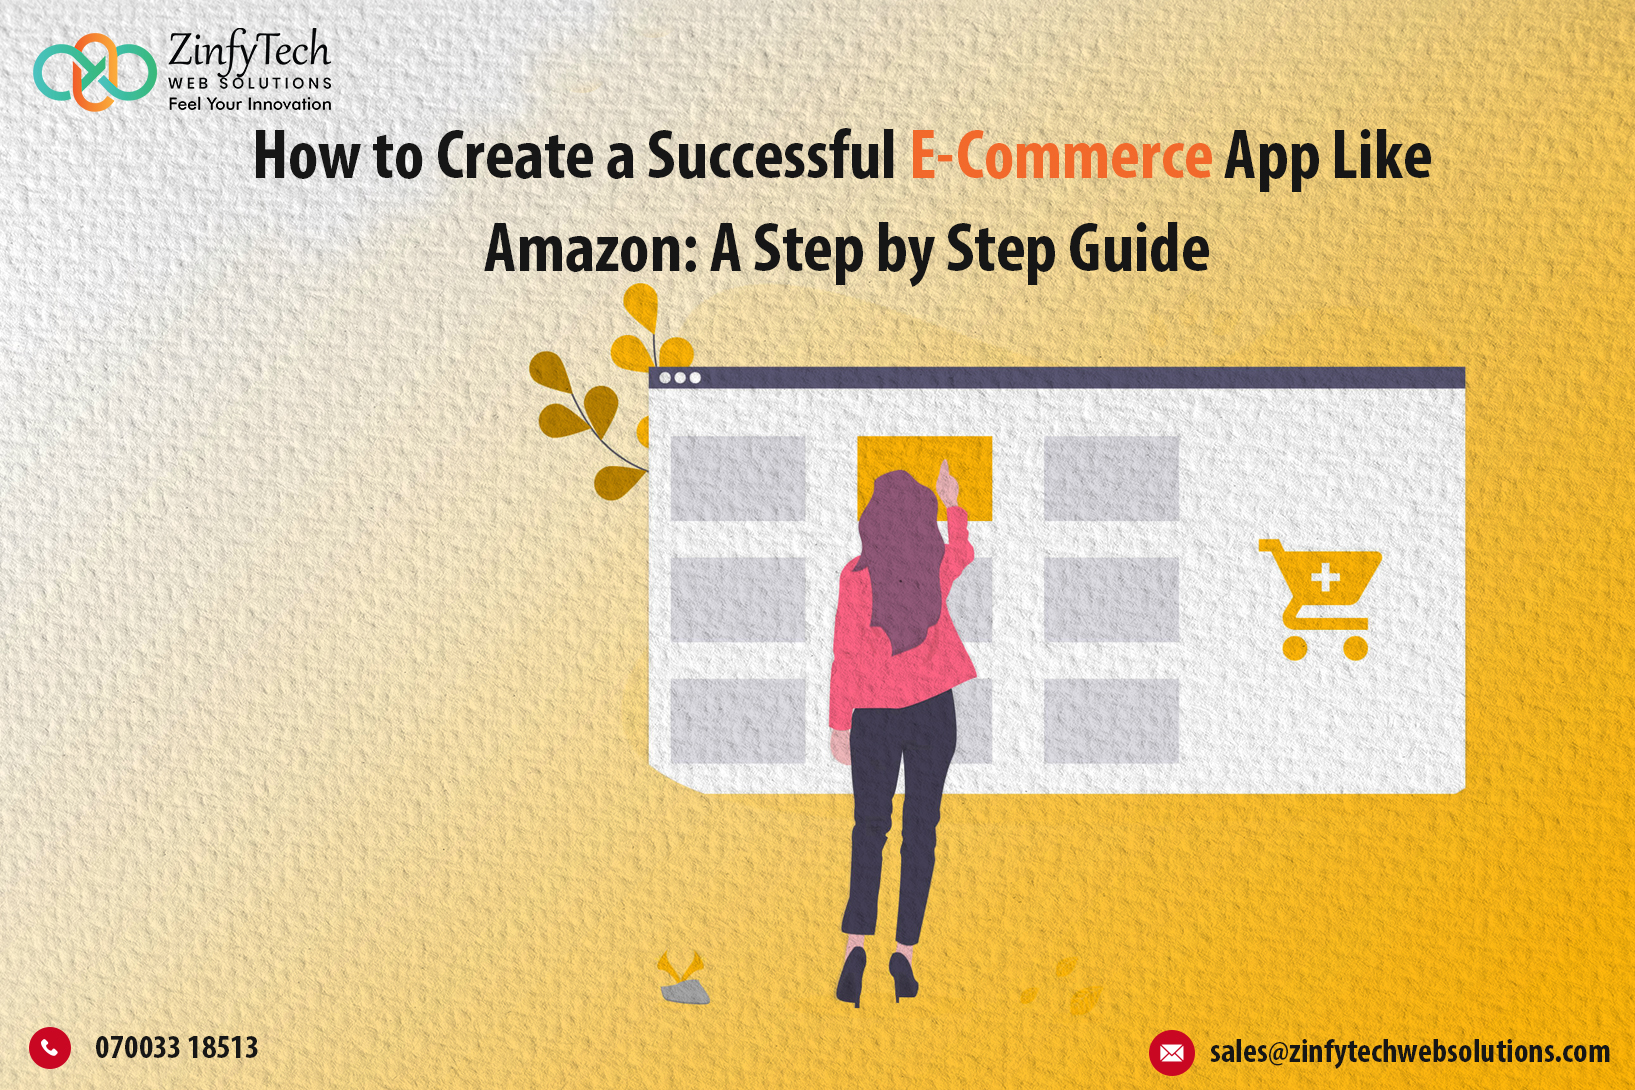 ZinfyTech
WEB SOLUTIONS
Feel Your Innovation
How to Create a Successful E-Commerce App Like
Amazon: A Step by Step Guide
070033 18513
sales@zinfytechwebsolutions.com